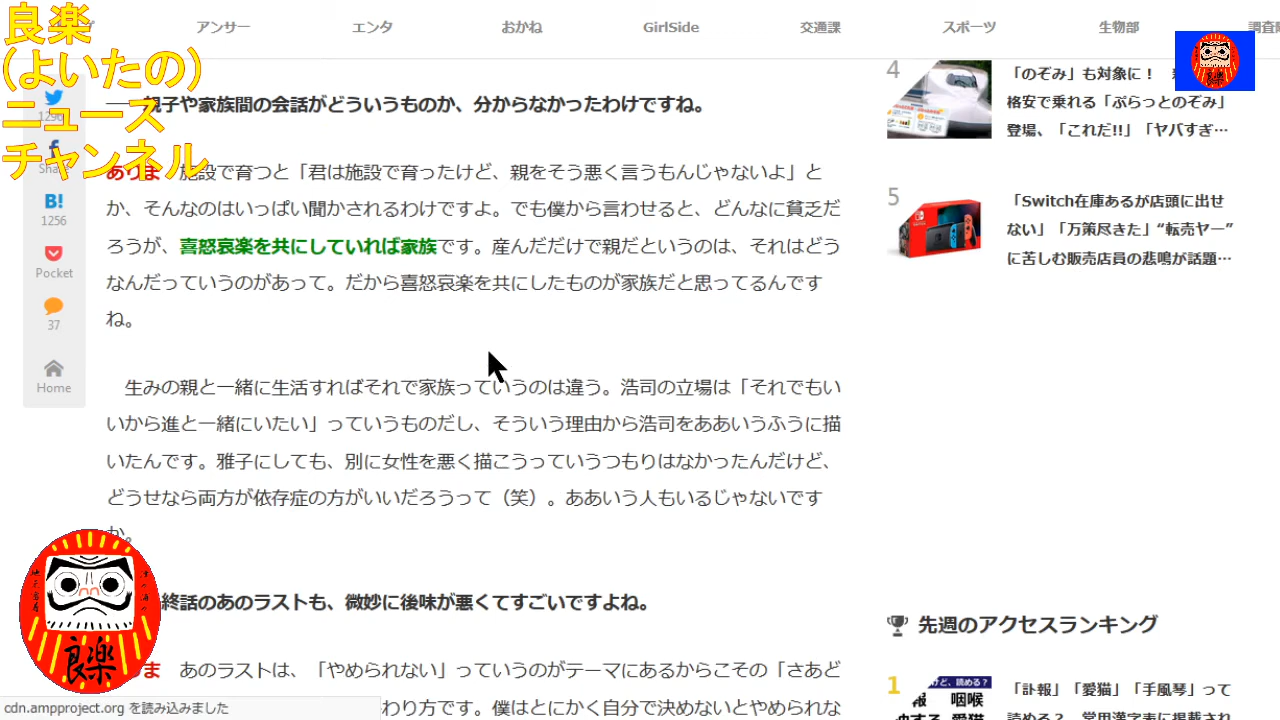 アンサー
エンタ
おかね
GirlSide
交通課
スポーツ
生物部
良楽
(よいたの)
ニュース
チャンネル
親子や家族間の会話がどういうものか、分からなかったわけですね。
ありま 施設で育つと「君は施設で育ったけど、親をそう悪く言うもんじゃないよ」と
か、そんなのはいっぱい聞かされるわけですよ。でも僕から言わせると、どんなに貧乏だ
ろうが、喜怒哀楽を共にしていれば家族です。産んだだけで親だというのは、それはどう
なんだっていうのがあって。だから喜怒哀楽を共にしたものが家族だと思ってるんです
ね。
生みの親と一緒に生活すればそれで家族っていうのは違う。浩司の立場は「それでもい
いから進と一緒にいたい」っていうものだし、そういう理由から浩司をああいうふうに描
いたんです。雅子にしても、別に女性を悪く描こうっていうつもりはなかったんだけど、
どうせなら両方が依存症の方がいいだろうって（笑）。ああいう人もいるじゃないです
か。
終話のあのラストも、微妙に後味が悪くてすごいですよね。
ま あのラストは、「やめられない」っていうのがテーマにあるからこその「さあど
わり方です。僕はとにかく自分で決めないとやめられな
B!
1256
Pocket
37
Home
良楽
cdn.ampproject.org を読み込みました
良楽
4
「のぞみ」も対象に！
格安で乗れる「ぷらっとのぞみ」
登場、「これだ!!」「ヤバすぎ…
5
「Switch在庫あるが店頭に出せ
ない」「万策尽きた」“転売ヤー”
に苦しむ販売店員の悲鳴が話題…
先週のアクセスランキング
1
けど、読める？
咽喉
愛猫
「訃報」「愛猫」「手風琴」って
読める？ 常用漢字表に掲載され